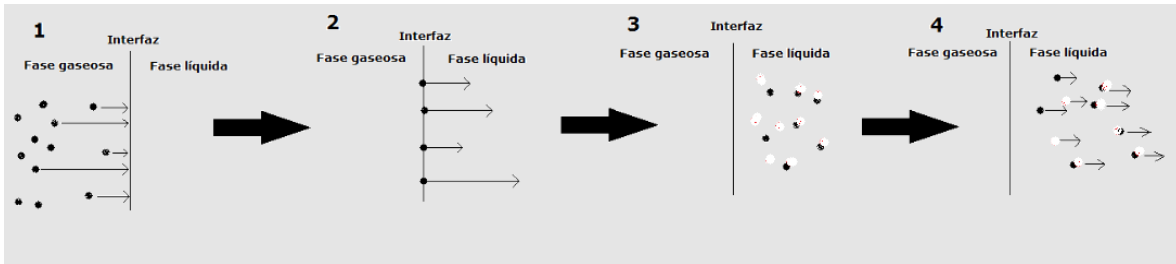 1
Interfaz
Fase gaseosa
Fase líquida
2
Interfaz
Fase gaseosa
Fase líquida
3
Interfaz
Fase gaseosa
Fase líquida
4
Interfaz
Fase gaseosa
Fase líquida